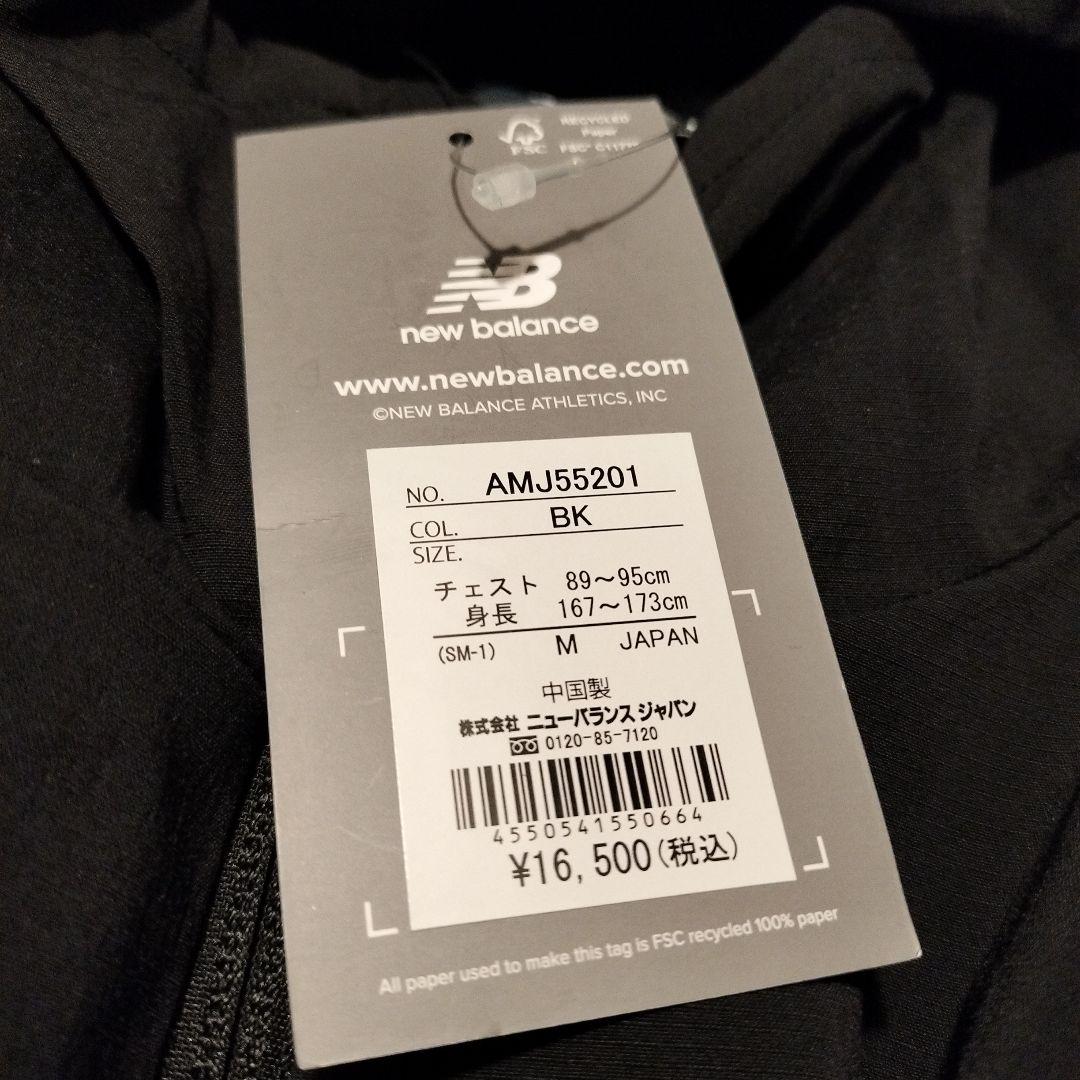 RECYCLED
Paper
FSC
new balance
www.newbalance.com
©NEW BALANCE ATHLETICS, INC
NO. AMJ55201
COL. BK
SIZE.
チェスト 89～95cm
身長 167～173cm
(SM-1) M JAPAN
中国製
株式会社 ニューバランス ジャパン
0120-85-7120
4550541550664
¥16,500(税込)
All paper used to make this tag is FSC recycled 100% paper